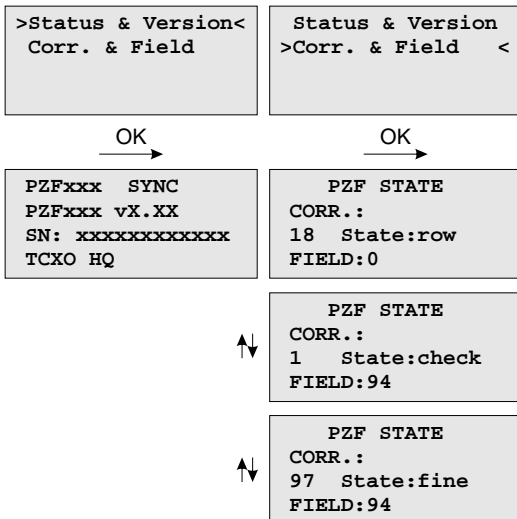 >Status & Version<
Corr. & Field
Status & Version
>Corr. & Field <
OK
OK
PZFxxx SYNC
PZFxxx vX.XX
SN: xxxxxxxxxxxx
TCXO HQ
PZF STATE
CORR.:
18 State:row
FIELD:0
PZF STATE
CORR.:
1 State:check
FIELD:94
PZF STATE
CORR.:
97 State:fine
FIELD:94